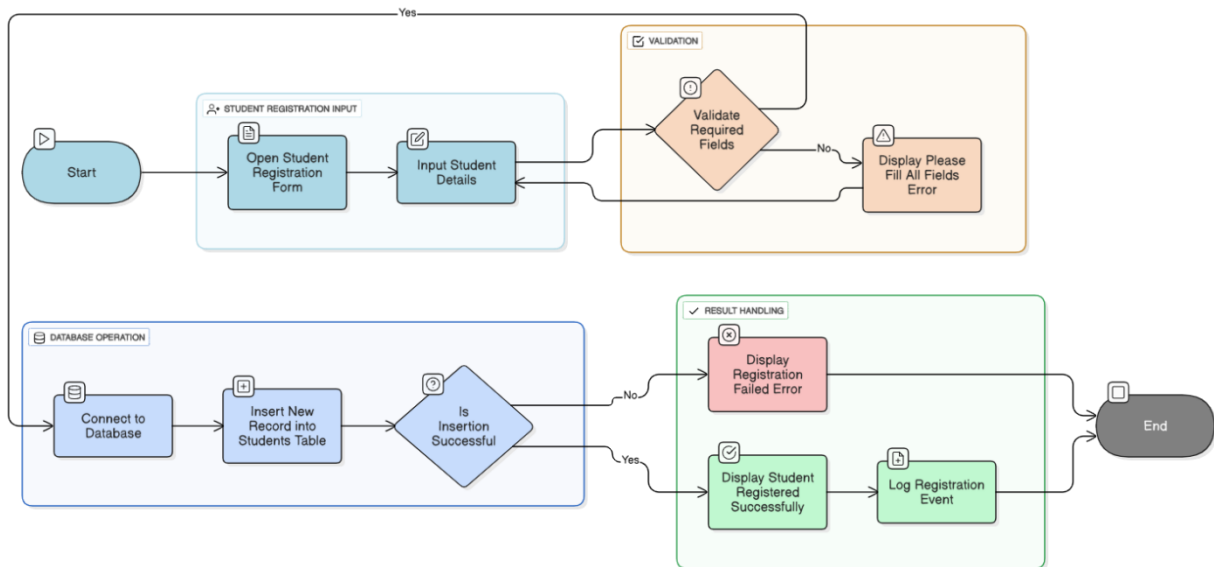 Yes
VALIDATION
STUDENT REGISTRATION INPUT
Start
Open Student
Registration
Form
Input Student
Details
Validate
Required
Fields
No
Display Please
Fill All Fields
Error
DATABASE OPERATION
Connect to
Database
Insert New
Record into
Students Table
Is
Insertion
Successful
No
Yes
RESULT HANDLING
Display
Registration
Failed Error
Display Student
Registered
Successfully
Log Registration
Event
End